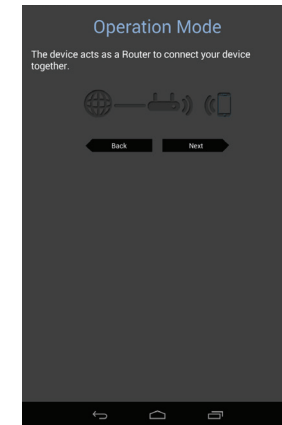 Operation Mode
The device acts as a Router to connect your device
together.
Back
Next